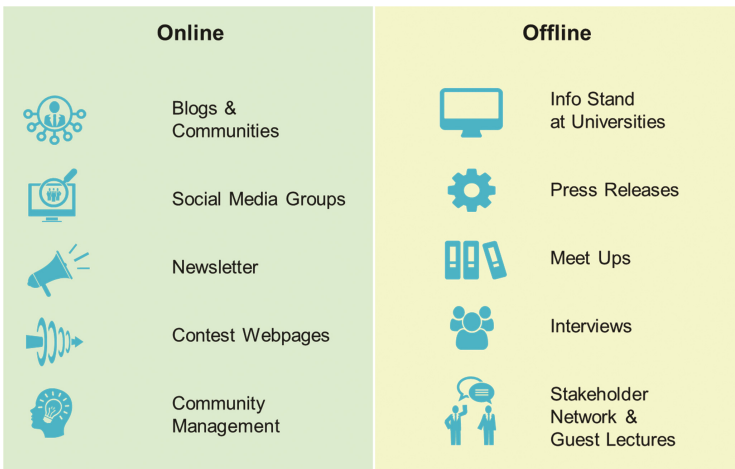 Online
Blogs &
Communities
Social Media Groups
Newsletter
Contest Webpages
Community
Management
Offline
Info Stand
at Universities
Press Releases
Meet Ups
Interviews
Stakeholder
Network &
Guest Lectures